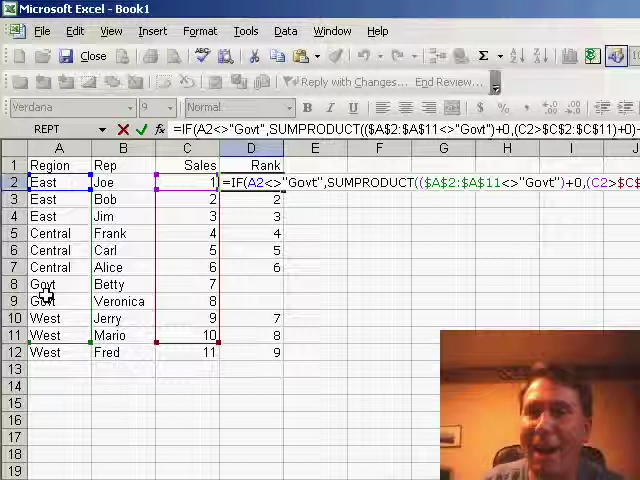 Microsoft Excel - Book1
File Edit View Insert Format Tools Data Window Help
Close Σ
Reply with Changes... End Review...
Verdana 9 Normal B I U $ %
REPT =IF(A2<>"Govt",SUMPRODUCT(($A$2:$A$11<>"Govt")+0,(C2>$C$2:$C$11)+0)
A B C D E F G H I J
1 Region Rep Sales Rank
2 East Joe 1 =IF(A2<>"Govt",SUMPRODUCT(($A$2:$A$11<>"Govt")+0,(C2>$C$
3 East Bob 2 2
4 East Jim 3 3
5 Central Frank 4 4
6 Central Carl 5 5
7 Central Alice 6 6
8 Govt Betty 7
9 Govt Veronica 8
10 West Jerry 9 7
11 West Mario 10 8
12 West Fred 11 9
13
14
15
16
17
18
19